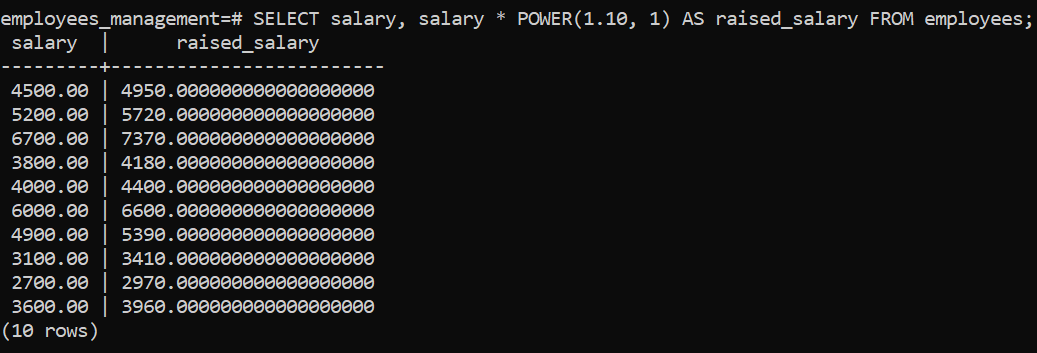 employees_management=# SELECT salary, salary * POWER(1.10, 1) AS raised_salary FROM employees;
 salary  |      raised_salary
---------+-------------------------
 4500.00 | 4950.000000000000000000
 5200.00 | 5720.000000000000000000
 6700.00 | 7370.000000000000000000
 3800.00 | 4180.000000000000000000
 4000.00 | 4400.000000000000000000
 6000.00 | 6600.000000000000000000
 4900.00 | 5390.000000000000000000
 3100.00 | 3410.000000000000000000
 2700.00 | 2970.000000000000000000
 3600.00 | 3960.000000000000000000
(10 rows)